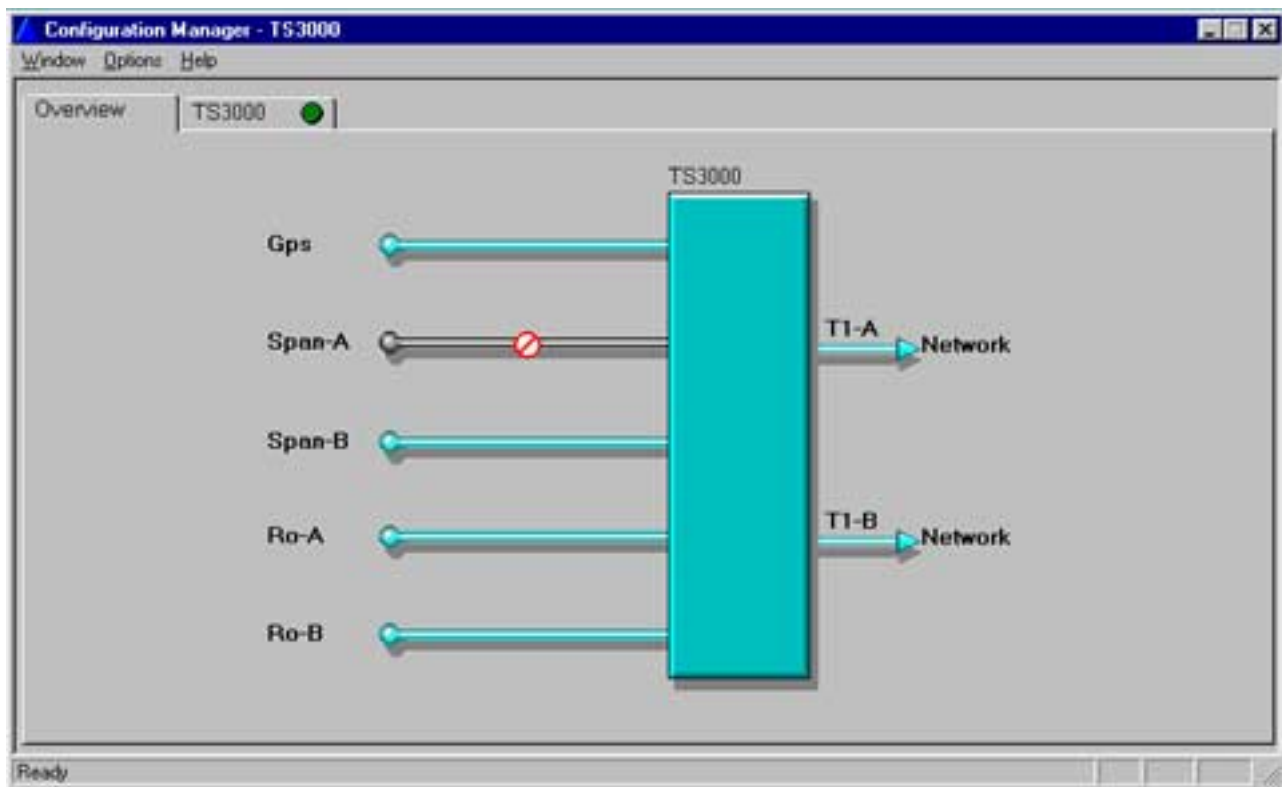 Configuration Manager - TS3000
Window Options Help
Overview TS3000
TS3000
Gps
Span-A
T1-A
Network
Span-B
Ro-A
T1-B
Network
Ro-B
Ready